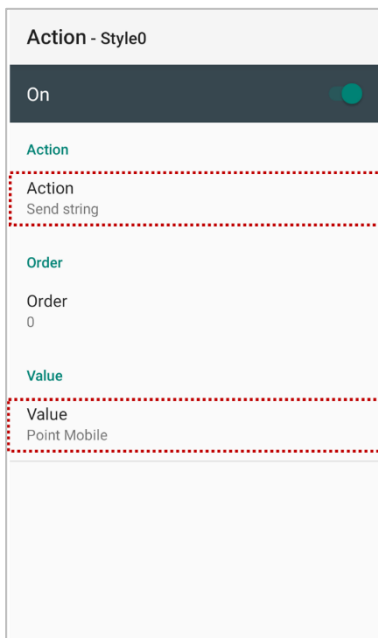 Action - Style0
On
Action
Action
Send string
Order
Order
0
Value
Value
Point Mobile